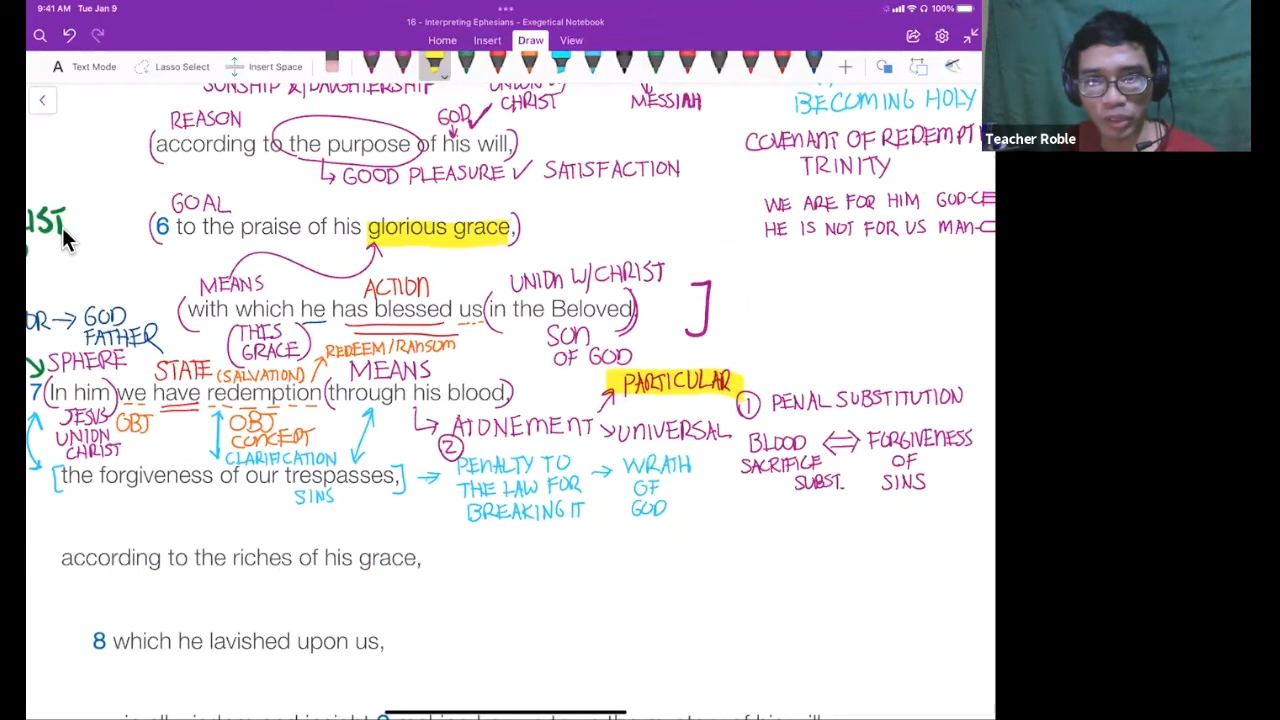 9:41 AM Tue Jan 9
100%
16 - Interpreting Ephesians - Exegetical Notebook
Home Insert Draw View
A Text Mode Lasso Select Insert Space
Teacher Roble
SONSHIP &/DAUGHTERSHIP
CHRIST
MESSIAH
BECOMING HOLY
REASON
GOD
(according to the purpose of his will,)
GOOD PLEASURE ✓ SATISFACTION
COVENANT OF REDEMPT
TRINITY
GOAL
(6 to the praise of his glorious grace,)
WE ARE FOR HIM GOD-CE
HE IS NOT FOR US MAN-C
UST
MEANS
ACTION
UNION W/CHRIST
(with which he has blessed us (in the Beloved))
OR → GOD
FATHER
(THIS
GRACE)
REDEEM/RANSOM
SON
OF GOD
SPHERE
STATE (SALVATION)
MEANS
PARTICULAR
7 (In him) we have redemption (through his blood,)
JESUS
UNION
CHRIST
OBJ
OBJ
CONCEPT
CLARIFICATION
② ATONEMENT
UNIVERSAL
① PENAL SUBSTITUTION
BLOOD ⇔ FORGIVENESS
SACRIFICE OF
SUBST. SINS
[the forgiveness of our trespasses,]
SINS
→ PENALTY TO
THE LAW FOR
BREAKING IT
→ WRATH
OF
GOD
according to the riches of his grace,
8 which he lavished upon us,